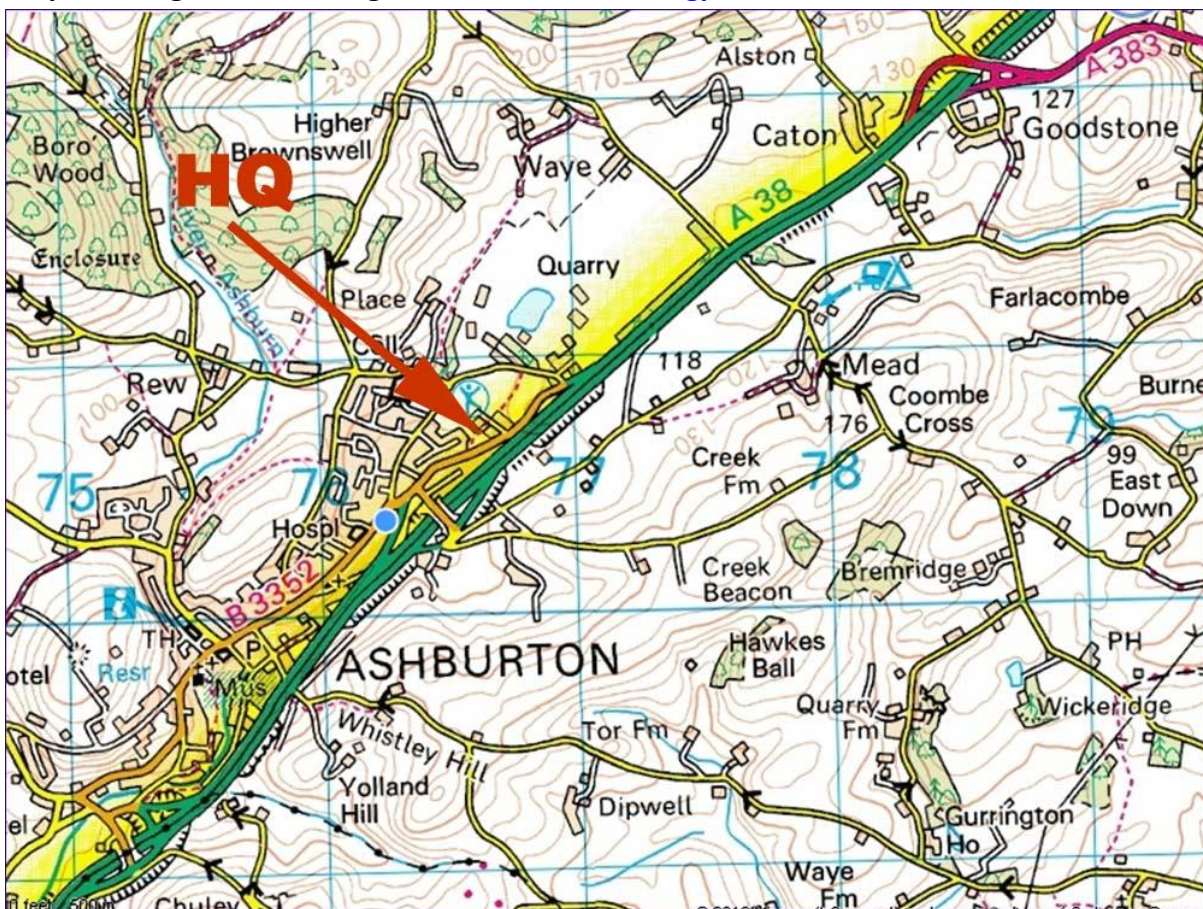 Alston
A 383
127
Goodstone
Caton
130
150
200
170
230
Higher
Brownswell
Boro'
Wood
Waye
HQ
A 38
Enclosure
Quarry
Place
Farlacombe
Rew
100
118
120
130
Mead
Coombe
Cross
176
75
76
77
78
79
Creek
Fm
99
East
Down
Hospl
B 3352
Creek
Beacon
Bremridge
TH
P
Resr
Mus
ASHBURTON
Hawkes
Ball
PH
Quarry
Fm
Wickeridge
Whistley Hill
Tor Fm
Yolland
Hill
Dipwell
Gurrington
Ho
Waye
Fm
Chuley